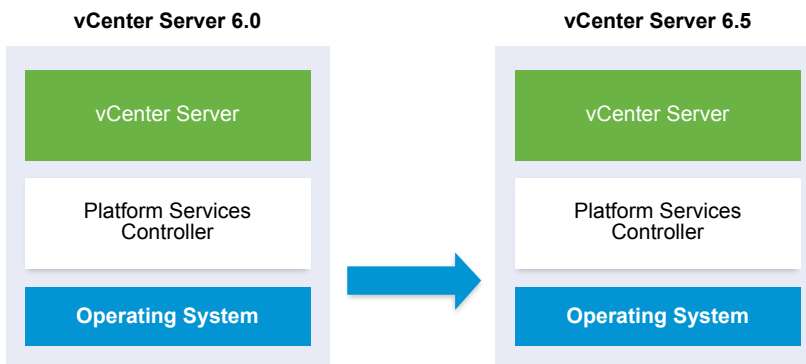 vCenter Server 6.0
vCenter Server
Platform Services
Controller
Operating System
vCenter Server 6.5
vCenter Server
Platform Services
Controller
Operating System